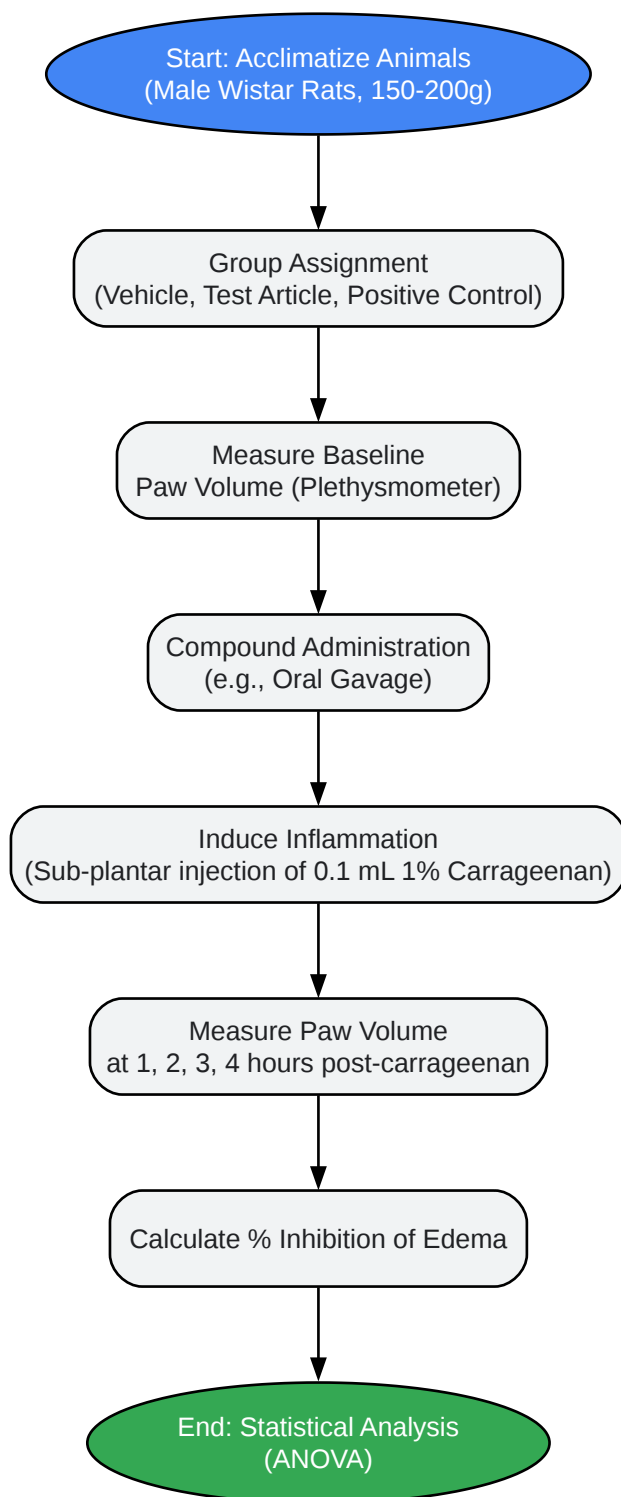 Start: Acclimatize Animals
(Male Wistar Rats, 150-200g)
Group Assignment
(Vehicle, Test Article, Positive Control)
Measure Baseline
Paw Volume (Plethysmometer)
Compound Administration
(e.g., Oral Gavage)
Induce Inflammation
(Sub-plantar injection of 0.1 mL 1% Carrageenan)
Measure Paw Volume
at 1, 2, 3, 4 hours post-carrageenan
Calculate % Inhibition of Edema
End: Statistical Analysis
(ANOVA)